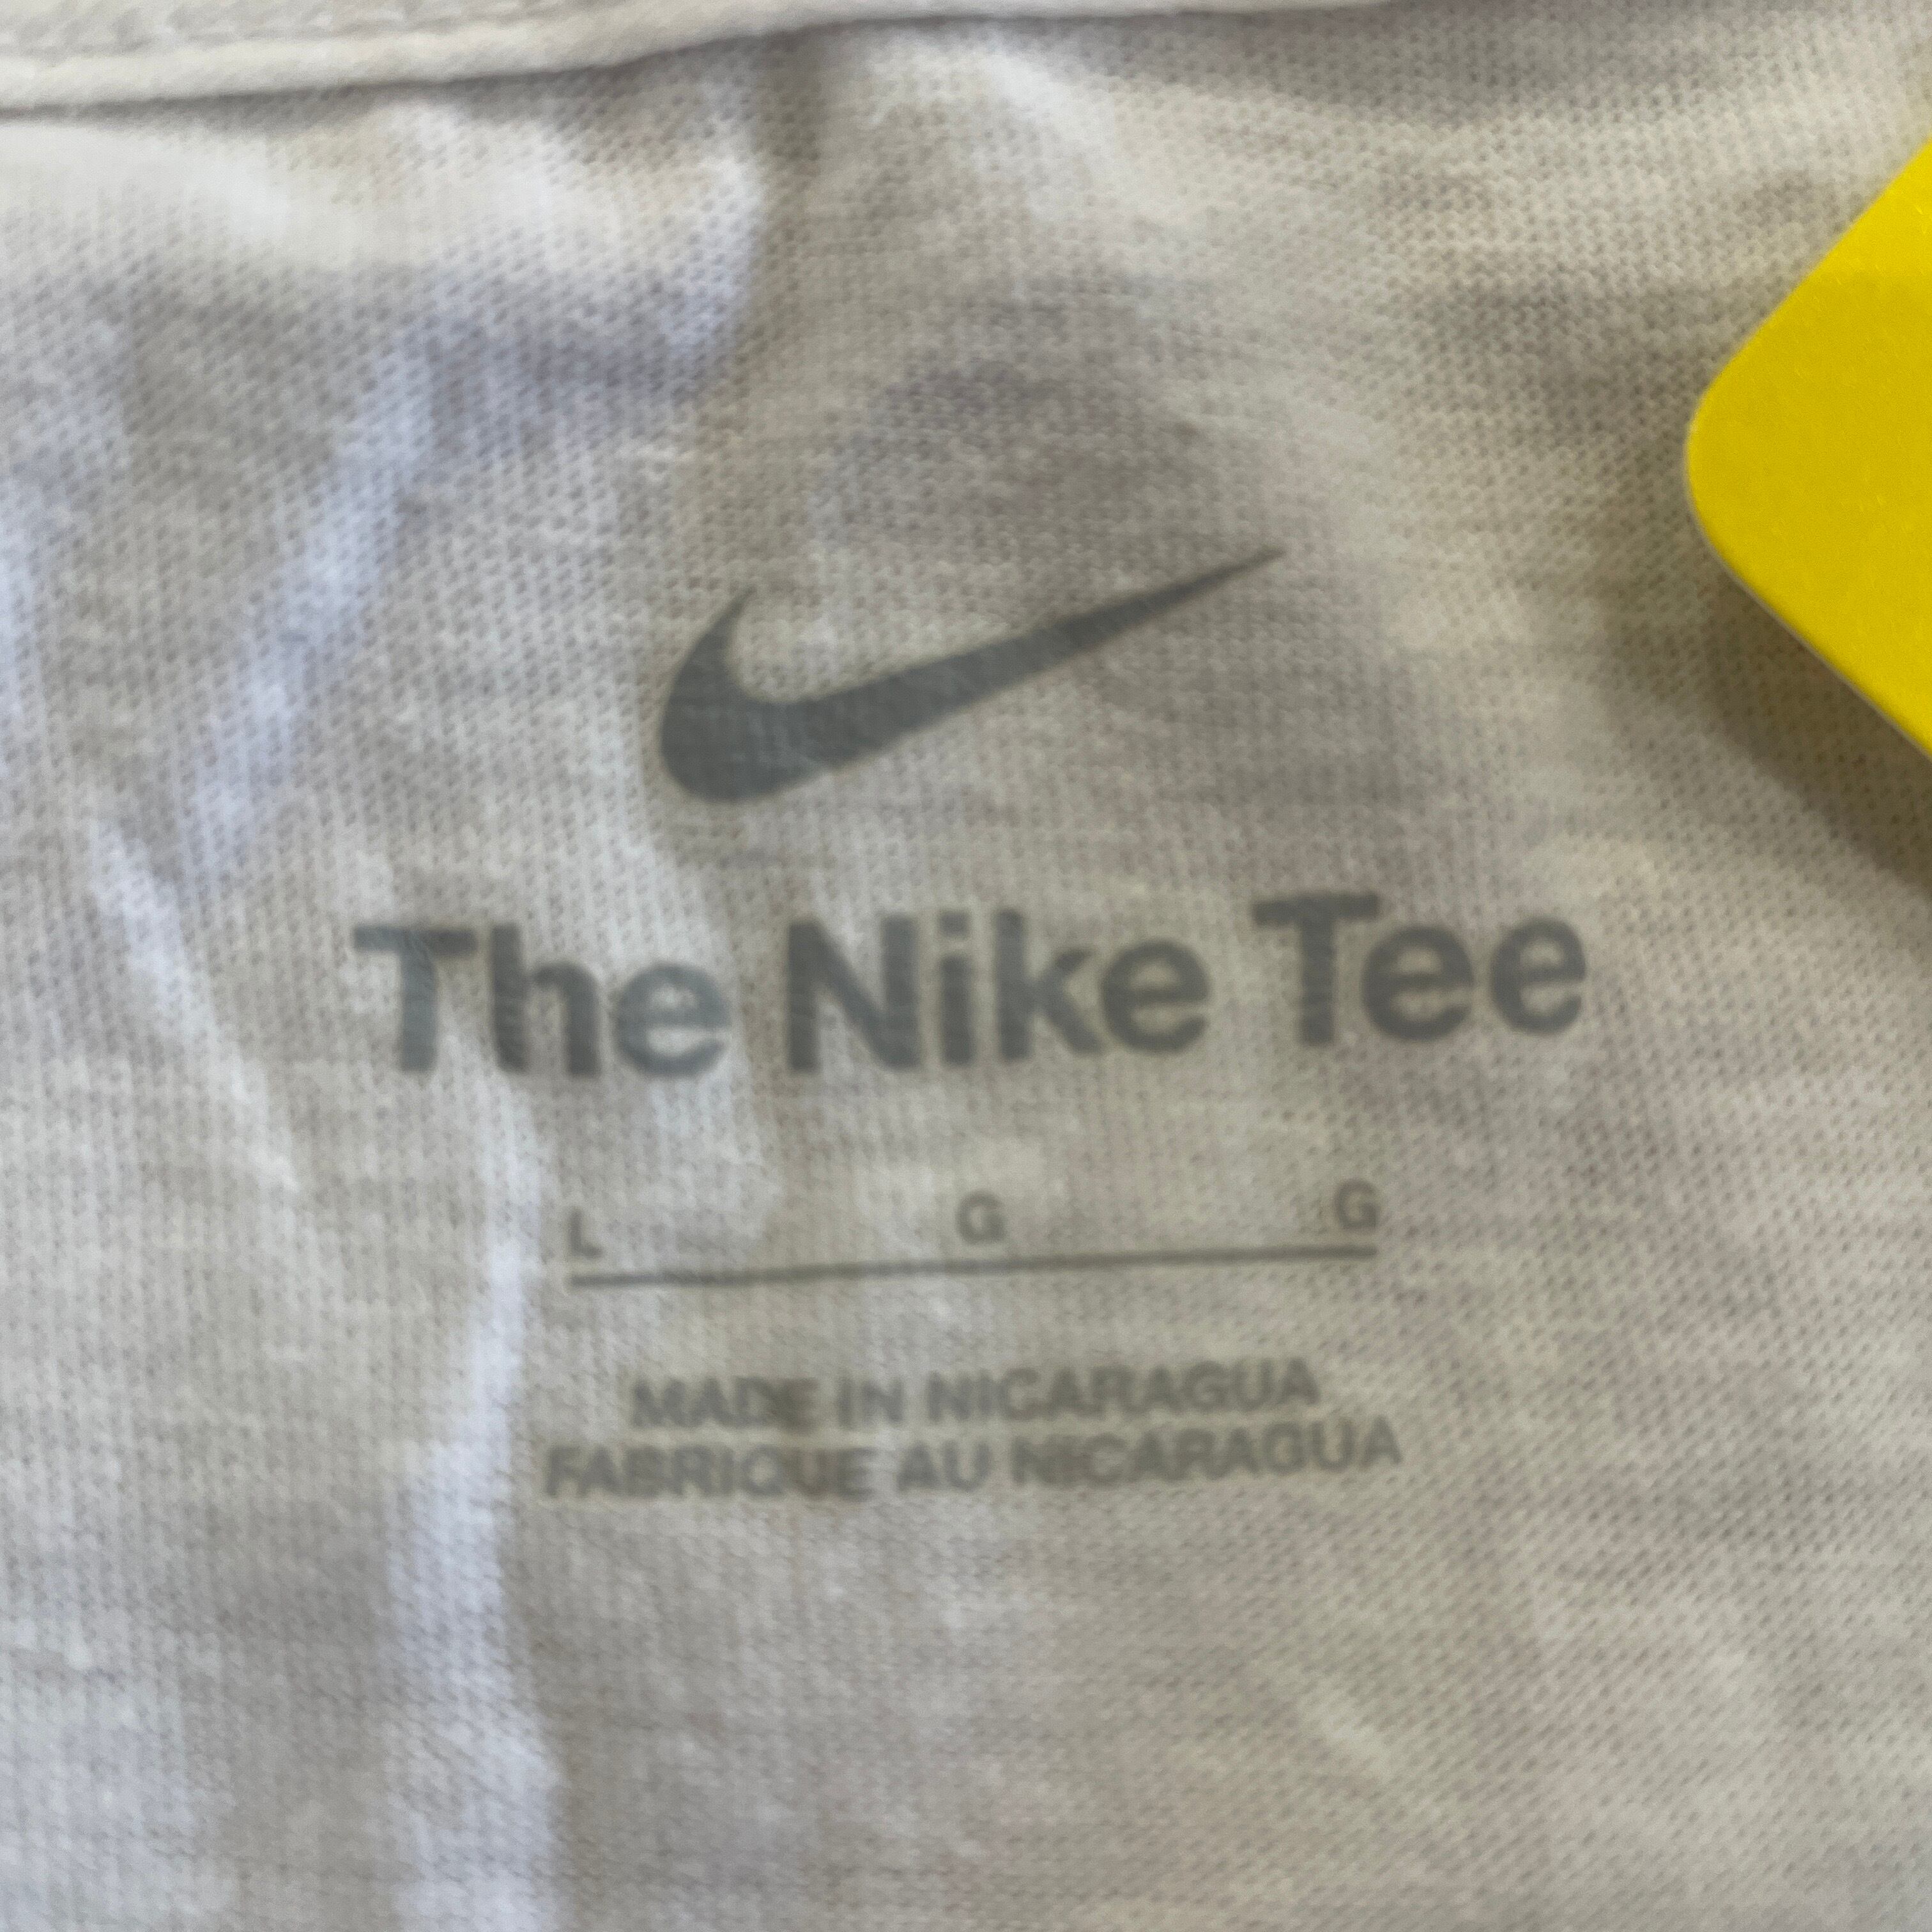 The Nike Tee
L G G
MADE IN NICARAGUA
FABRIQUE AU NICARAGUA